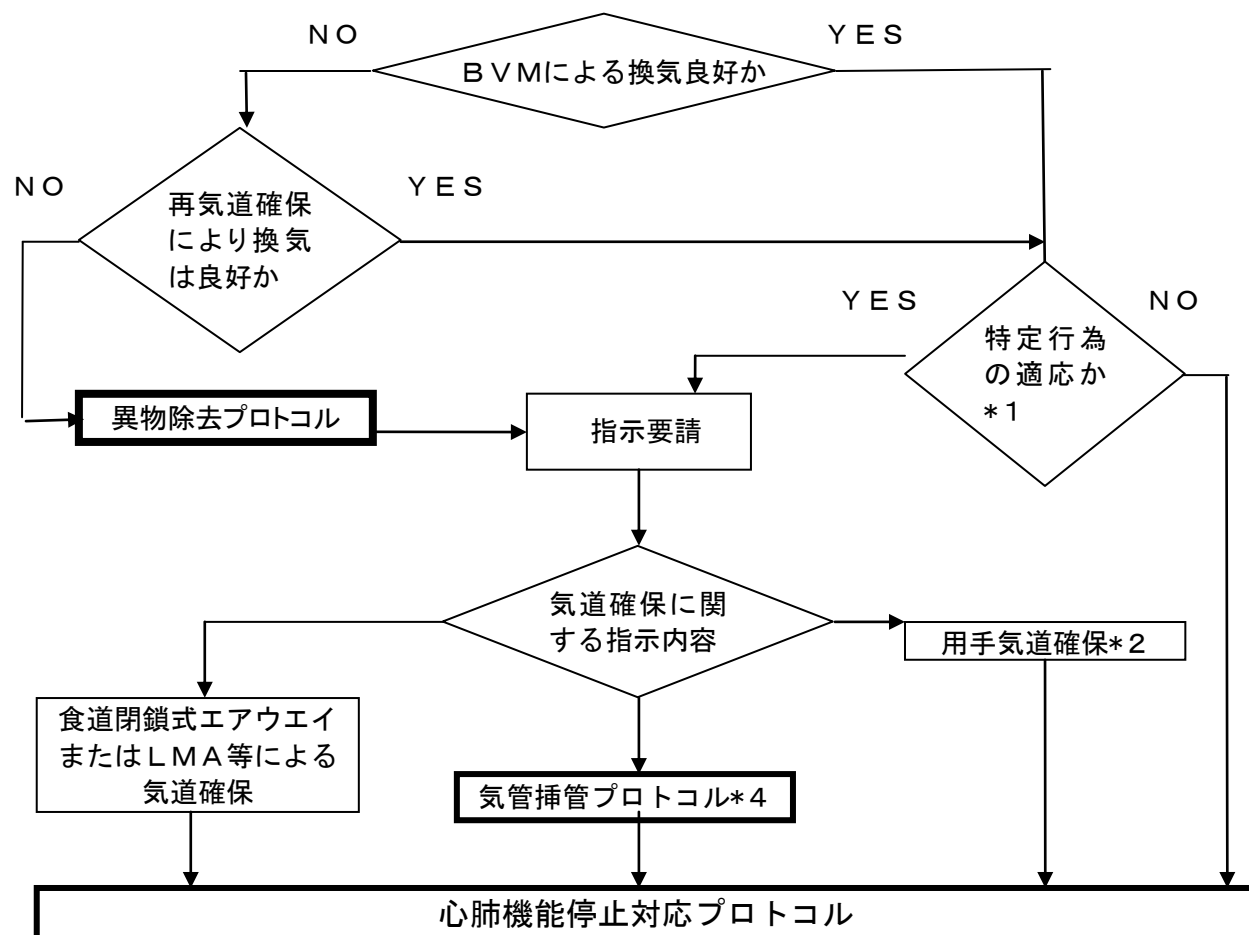 ＮＯ
ＹＥＳ
ＢＶＭによる換気良好か
ＮＯ
ＹＥＳ
再気道確保
により換気
は良好か
ＹＥＳ
ＮＯ
特定行為
の適応か
*１
異物除去プロトコル
指示要請
気道確保に関
する指示内容
用手気道確保*２
食道閉鎖式エアウエイ
またはＬＭＡ等による
気道確保
気管挿管プロトコル*４
心肺機能停止対応プロトコル